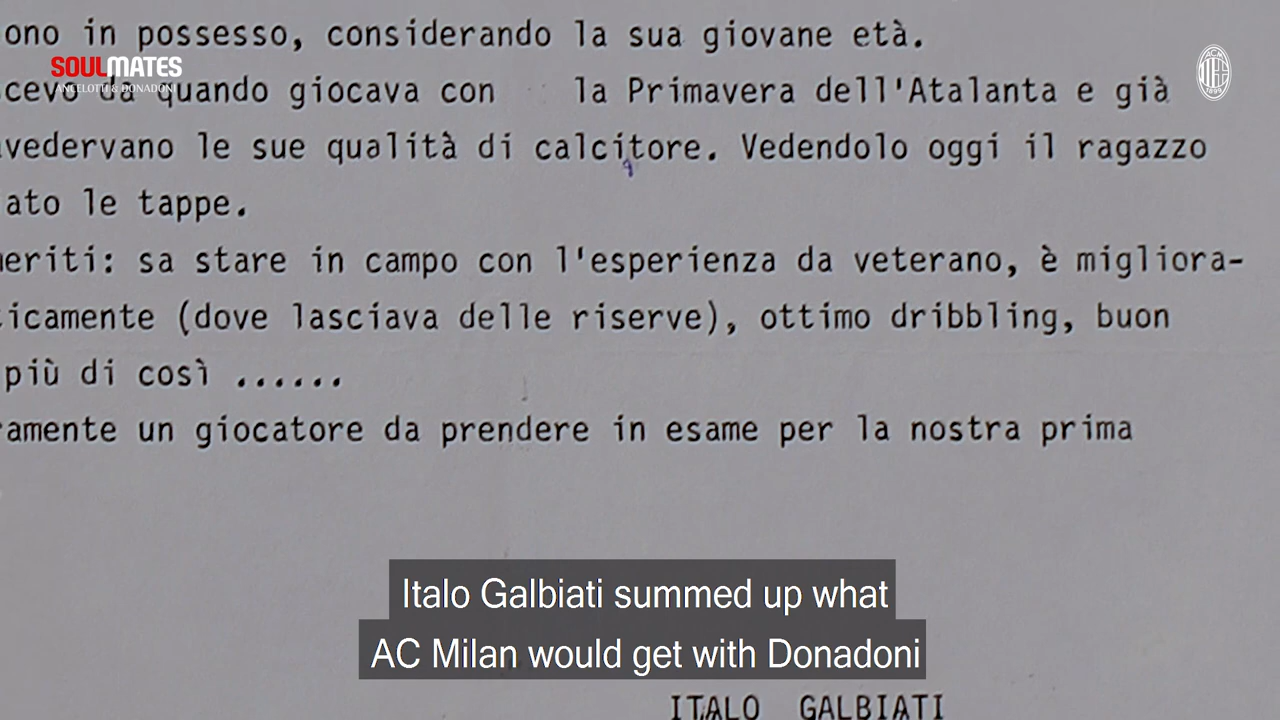 ono in possesso, considerando la sua giovane età.
SOULMATES
ANCELOTTI & DONADONI
ACM
1899
cevo da quando giocava con la Primavera dell'Atalanta e già
vedervano le sue qualità di calcitore. Vedendolo oggi il ragazzo
ato le tappe.
eriti: sa stare in campo con l'esperienza da veterano, è migliora-
icamente (dove lasciava delle riserve), ottimo dribbling, buon
più di così ......
ramente un giocatore da prendere in esame per la nostra prima
Italo Galbiati summed up what
AC Milan would get with Donadoni
ITALO GALBIATI